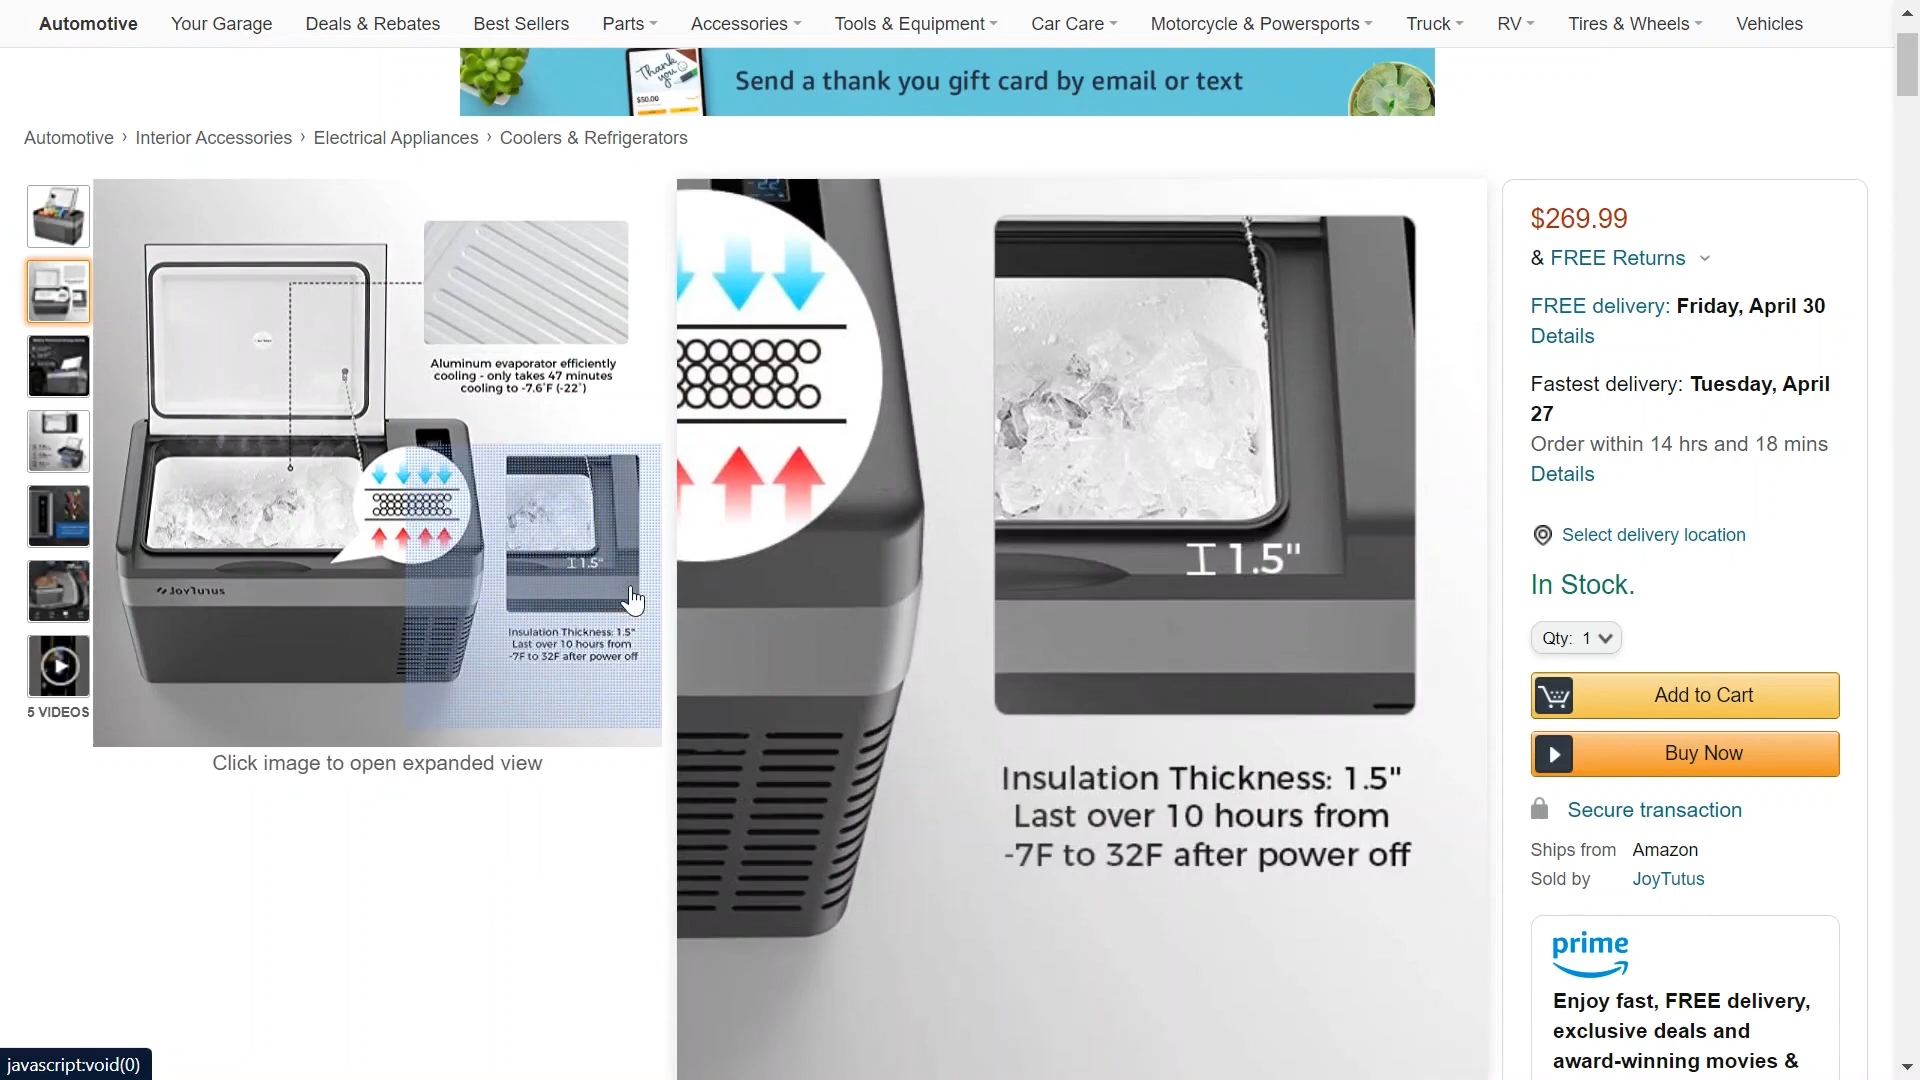 Automotive
Your Garage
Deals & Rebates
Best Sellers
Parts
Accessories
Tools & Equipment
Car Care
Motorcycle & Powersports
Truck
RV
Tires & Wheels
Vehicles
Thank you
$50.00
Send a thank you gift card by email or text
Automotive › Interior Accessories › Electrical Appliances › Coolers & Refrigerators
Aluminum evaporator efficiently
cooling - only takes 47 minutes
cooling to -7.6°F (-22°)
1.5"
JoyTutus
Insulation Thickness: 1.5"
Last over 10 hours from
-7F to 32F after power off
5 VIDEOS
Click image to open expanded view
1.5"
Insulation Thickness: 1.5"
Last over 10 hours from
-7F to 32F after power off
$269.99
& FREE Returns
FREE delivery: Friday, April 30
Details
Fastest delivery: Tuesday, April
27
Order within 14 hrs and 18 mins
Details
Select delivery location
In Stock.
Qty: 1
Add to Cart
Buy Now
Secure transaction
Ships from Amazon
Sold by JoyTutus
prime
Enjoy fast, FREE delivery,
exclusive deals and
award-winning movies &
javascript:void(0)